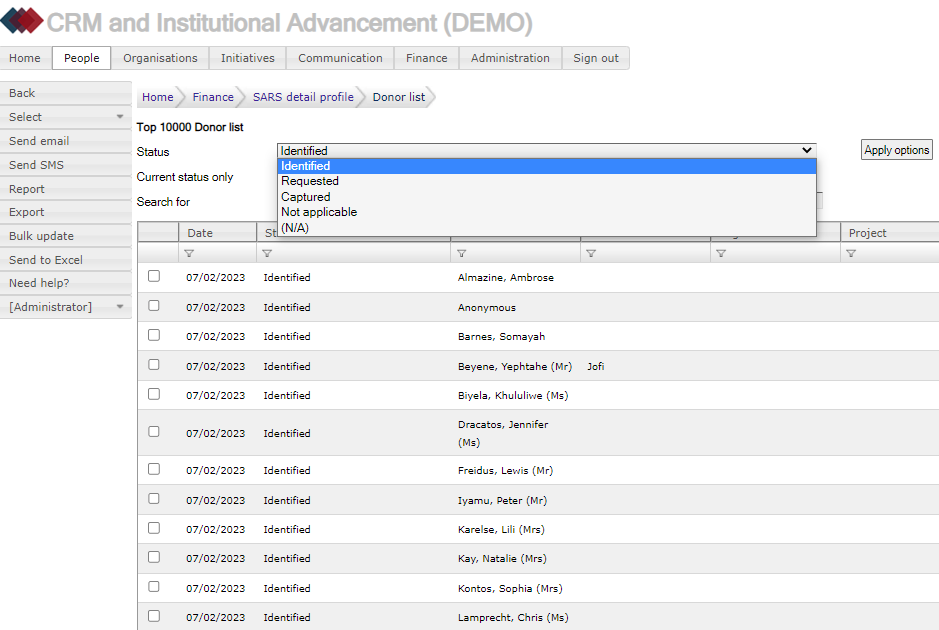 CRM and Institutional Advancement (DEMO)
Home People Organisations Initiatives Communication Finance Administration Sign out
Back
Select
Send email
Send SMS
Report
Export
Bulk update
Send to Excel
Need help?
[Administrator]
Home Finance SARS detail profile Donor list
Top 10000 Donor list
Status Identified Apply options
Identified
Requested
Captured
Not applicable
(N/A)
Current status only
Search for
Date Project
07/02/2023 Identified Almazine, Ambrose
07/02/2023 Identified Anonymous
07/02/2023 Identified Barnes, Somayah
07/02/2023 Identified Beyene, Yephtahe (Mr) Jofi
07/02/2023 Identified Biyela, Khululiwe (Ms)
07/02/2023 Identified Dracatos, Jennifer
(Ms)
07/02/2023 Identified Freidus, Lewis (Mr)
07/02/2023 Identified Iyamu, Peter (Mr)
07/02/2023 Identified Karelse, Lili (Mrs)
07/02/2023 Identified Kay, Natalie (Mrs)
07/02/2023 Identified Kontos, Sophia (Mrs)
07/02/2023 Identified Lamprecht, Chris (Ms)